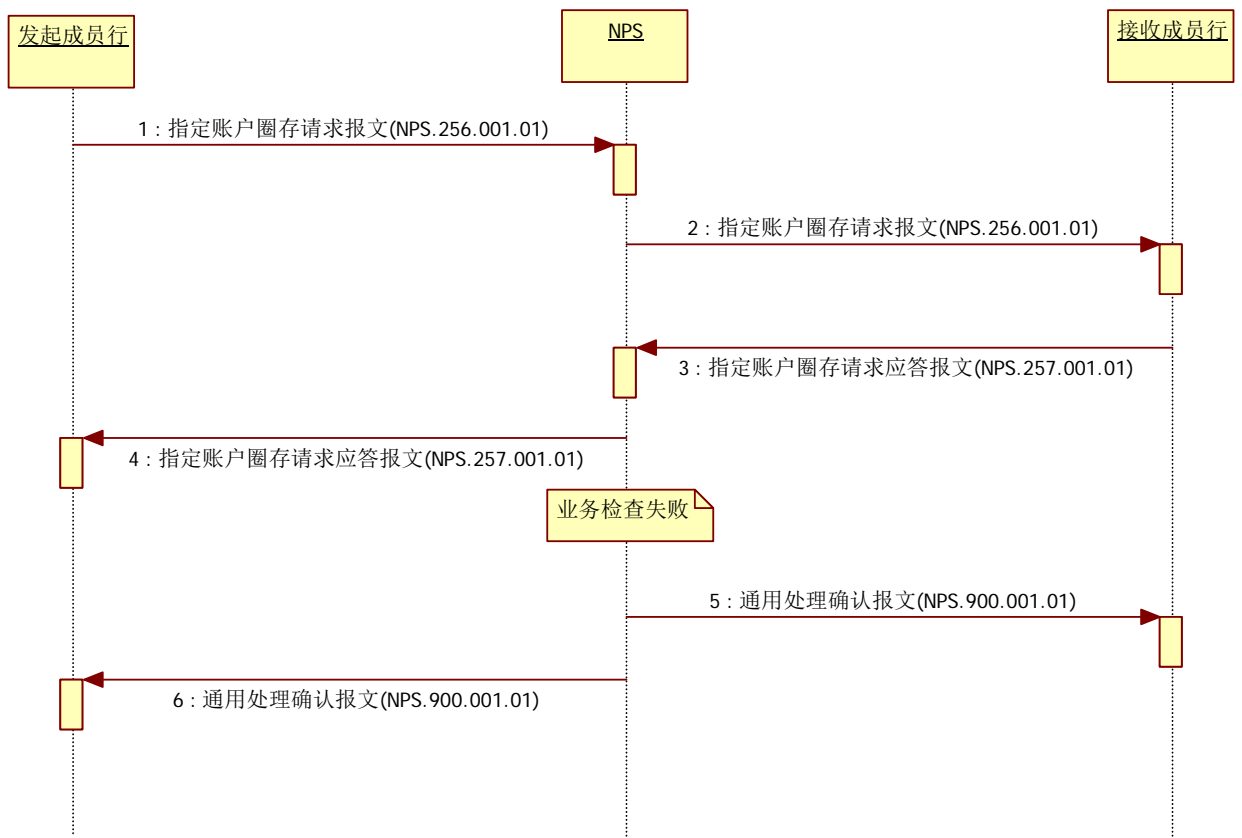 发起成员行
NPS
接收成员行
1 : 指定账户圈存请求报文(NPS.256.001.01)
2 : 指定账户圈存请求报文(NPS.256.001.01)
3 : 指定账户圈存请求应答报文(NPS.257.001.01)
4 : 指定账户圈存请求应答报文(NPS.257.001.01)
业务检查失败
5 : 通用处理确认报文(NPS.900.001.01)
6 : 通用处理确认报文(NPS.900.001.01)